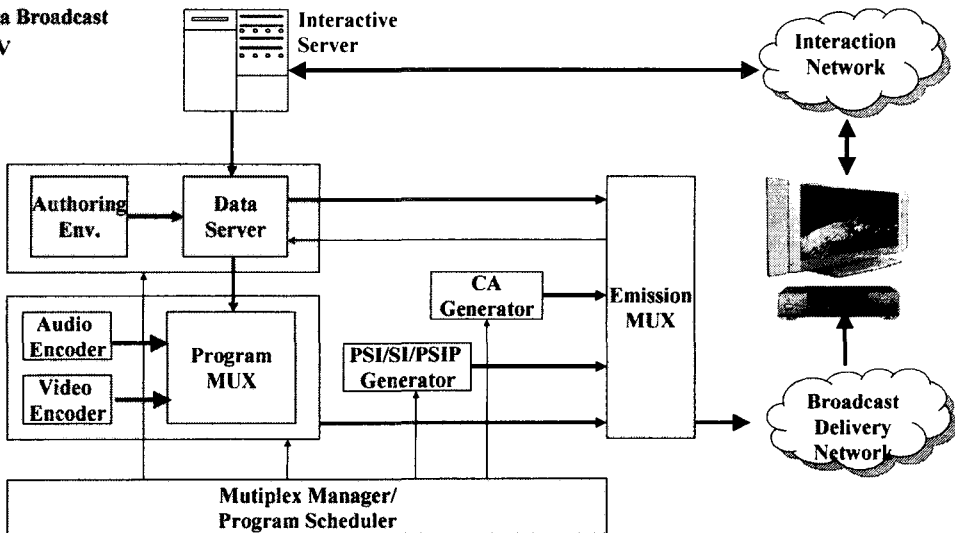 a Broadcast
V
Interactive
Server
Interaction
Network
Authoring
Env.
Data
Server
CA
Generator
Emission
MUX
Audio
Encoder
Program
MUX
PSI/SI/PSIP
Generator
Video
Encoder
Broadcast
Delivery
Network
Mutiplex Manager/
Program Scheduler